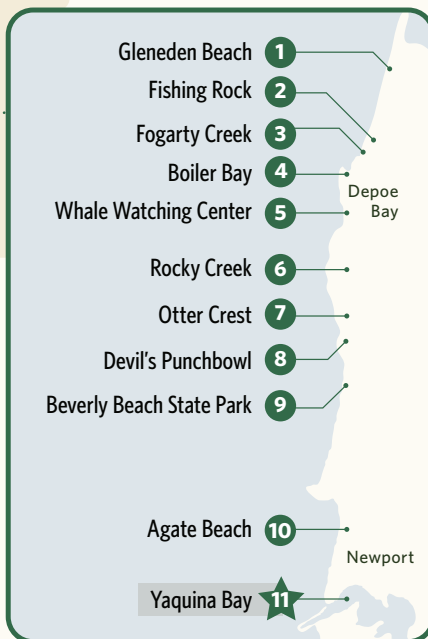 Gleneden Beach 1
Fishing Rock 2
Fogarty Creek 3
Boiler Bay 4
Depoe
Bay
Whale Watching Center 5
Rocky Creek 6
Otter Crest 7
Devil's Punchbowl 8
Beverly Beach State Park 9
Agate Beach 10
Newport
Yaquina Bay 11